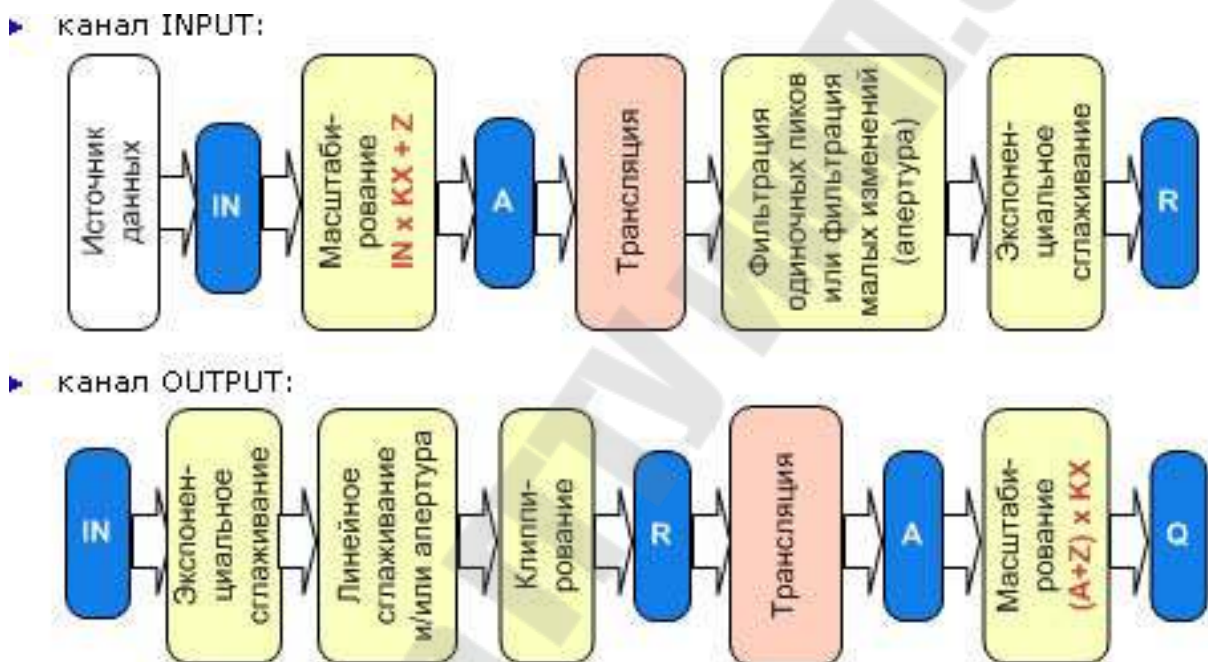 канал INPUT:
Источник
данных
IN
Масштаби-
рование
IN x KX + Z
A
Трансляция
Фильтрация
одиночных пиков
или фильтрация
малых изменений
(апертура)
Экспонен-
циальное
сглаживание
R
канал OUTPUT:
IN
Экспонен-
циальное
сглаживание
Линейное
сглаживание
и/или апертура
Клиппи-
рование
R
Трансляция
A
Масштаби-
рование
(A+Z) x KX
Q